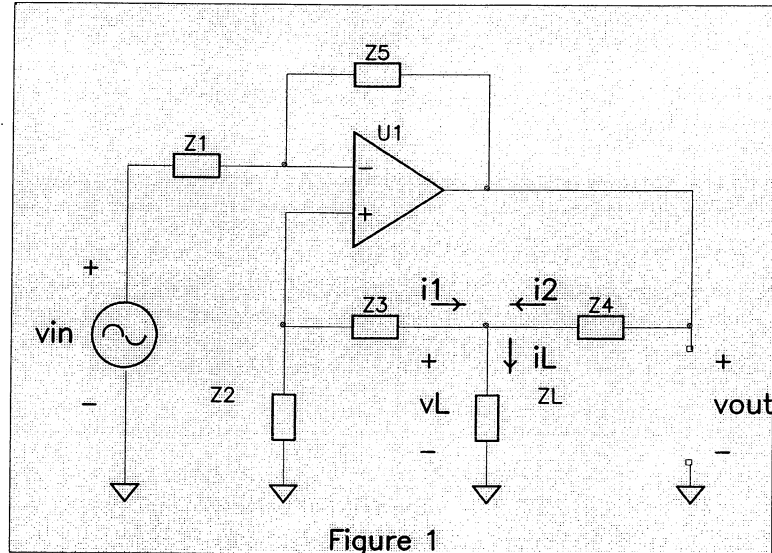 Z5
U1
Z1
−
+
+
i1
i2
Z3
Z4
vin
+
iL
+
−
Z2
vL
ZL
vout
−
−
Figure 1